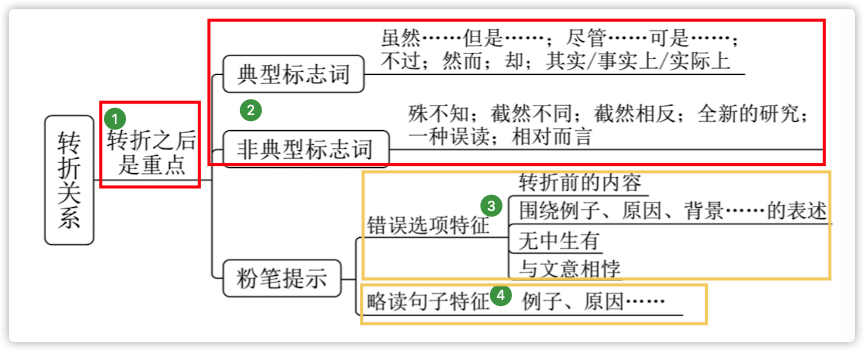 转折关系
1
转折之后
是重点
2
典型标志词
虽然……但是……；尽管……可是……；
不过；然而；却；其实/事实上/实际上
非典型标志词
殊不知；截然不同；截然相反；全新的研究；
一种误读；相对而言
粉笔提示
3
错误选项特征
转折前的内容
围绕例子、原因、背景……的表述
无中生有
与文意相悖
略读句子特征
4
例子、原因……